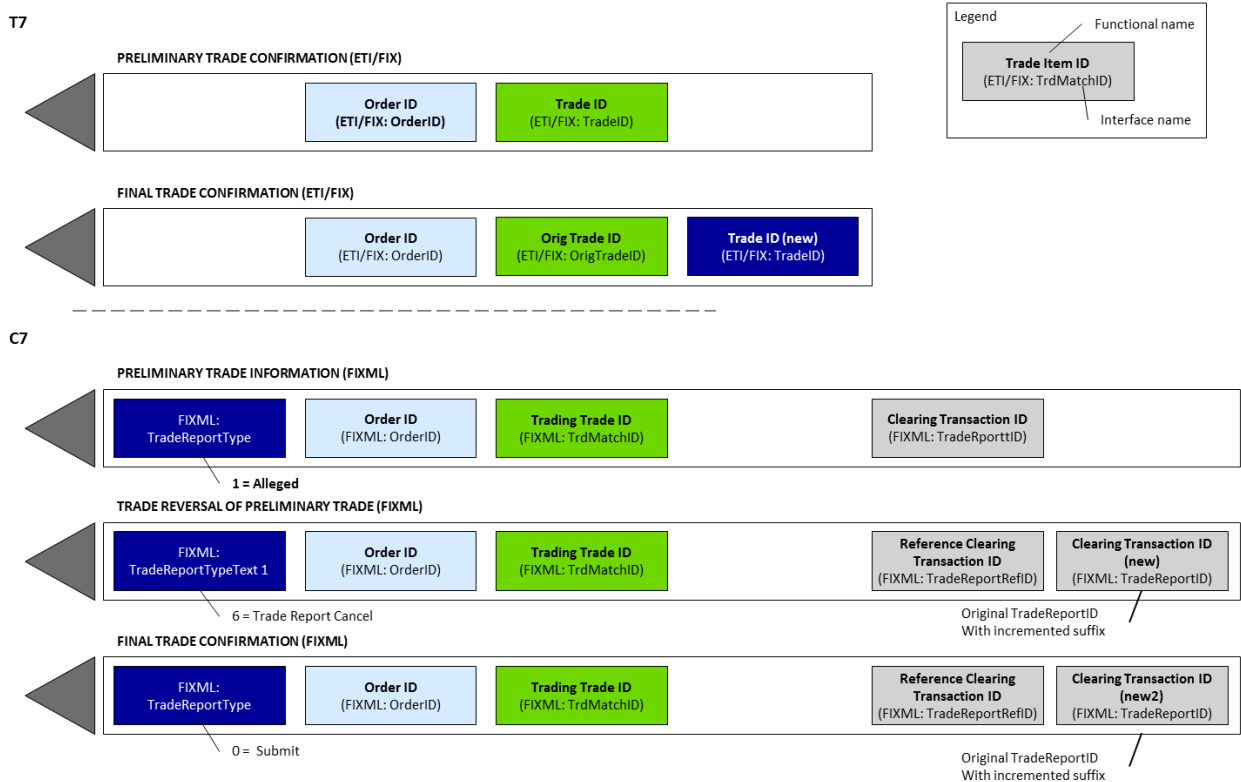 T7
Legend
Functional name
Trade Item ID
(ETI/FIX: TrdMatchID)
Interface name
PRELIMINARY TRADE CONFIRMATION (ETI/FIX)
Order ID
(ETI/FIX: OrderID)
Trade ID
(ETI/FIX: TradeID)
FINAL TRADE CONFIRMATION (ETI/FIX)
Order ID
(ETI/FIX: OrderID)
Orig Trade ID
(ETI/FIX: OrigTradeID)
Trade ID (new)
(ETI/FIX: TradeID)
C7
PRELIMINARY TRADE INFORMATION (FIXML)
FIXML:
TradeReportType
Order ID
(FIXML: OrderID)
Trading Trade ID
(FIXML: TrdMatchID)
Clearing Transaction ID
(FIXML: TradeRporttID)
1 = Alleged
TRADE REVERSAL OF PRELIMINARY TRADE (FIXML)
FIXML:
TradeReportTypeText 1
Order ID
(FIXML: OrderID)
Trading Trade ID
(FIXML: TrdMatchID)
Reference Clearing
Transaction ID
(FIXML: TradeReportRefID)
Clearing Transaction ID
(new)
(FIXML: TradeReportID)
6 = Trade Report Cancel
Original TradeReportID
With incremented suffix
FINAL TRADE CONFIRMATION (FIXML)
FIXML:
TradeReportType
Order ID
(FIXML: OrderID)
Trading Trade ID
(FIXML: TrdMatchID)
Reference Clearing
Transaction ID
(FIXML: TradeReportRefID)
Clearing Transaction ID
(new2)
(FIXML: TradeReportID)
0 = Submit
Original TradeReportID
With incremented suffix